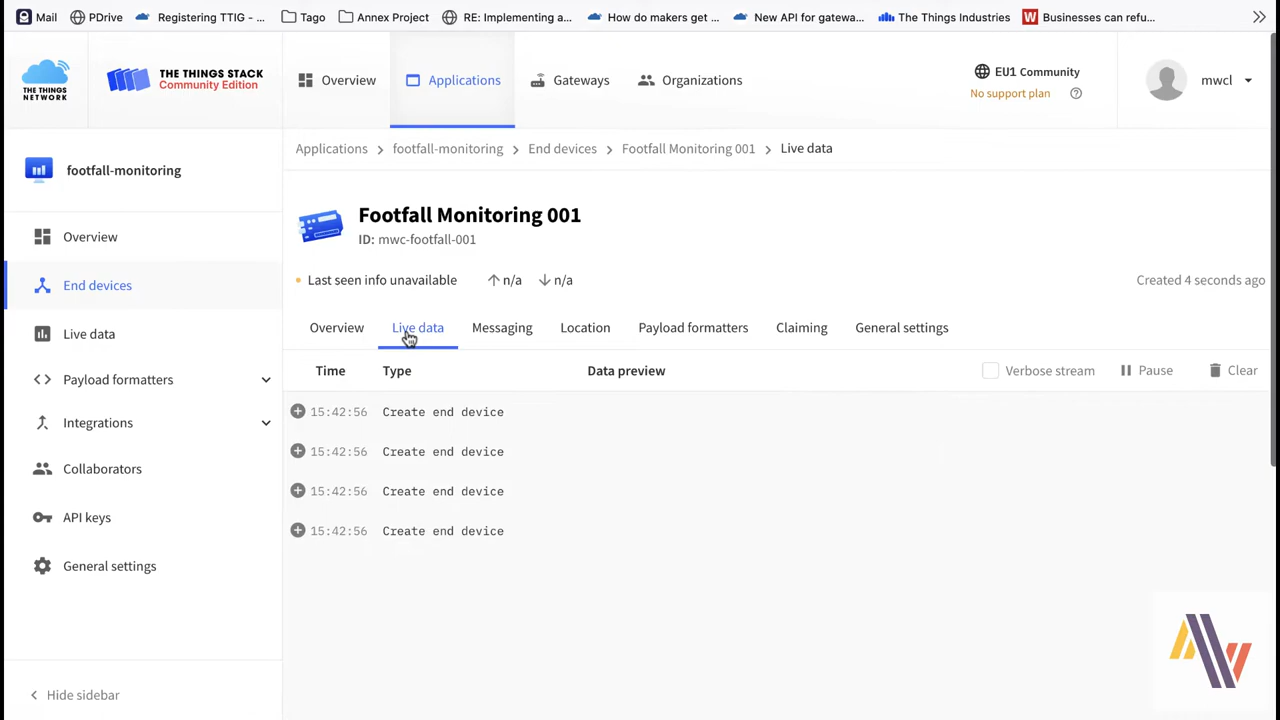 Mail
PDrive
Registering TTIG - ...
Tago
Annex Project
RE: Implementing a...
How do makers get ...
New API for gatewa...
The Things Industries
W Businesses can refu...
THE THINGS NETWORK
THE THINGS STACK
Community Edition
Overview
Applications
Gateways
Organizations
EU1 Community
No support plan
mwcl
footfall-monitoring
Overview
End devices
Live data
Payload formatters
Integrations
Collaborators
API keys
General settings
Hide sidebar
Applications > footfall-monitoring > End devices > Footfall Monitoring 001 > Live data
Footfall Monitoring 001
ID: mwc-footfall-001
Last seen info unavailable ↑ n/a ↓ n/a
Created 4 seconds ago
Overview Live data Messaging Location Payload formatters Claiming General settings
Time Type Data preview Verbose stream Pause Clear
15:42:56 Create end device
15:42:56 Create end device
15:42:56 Create end device
15:42:56 Create end device